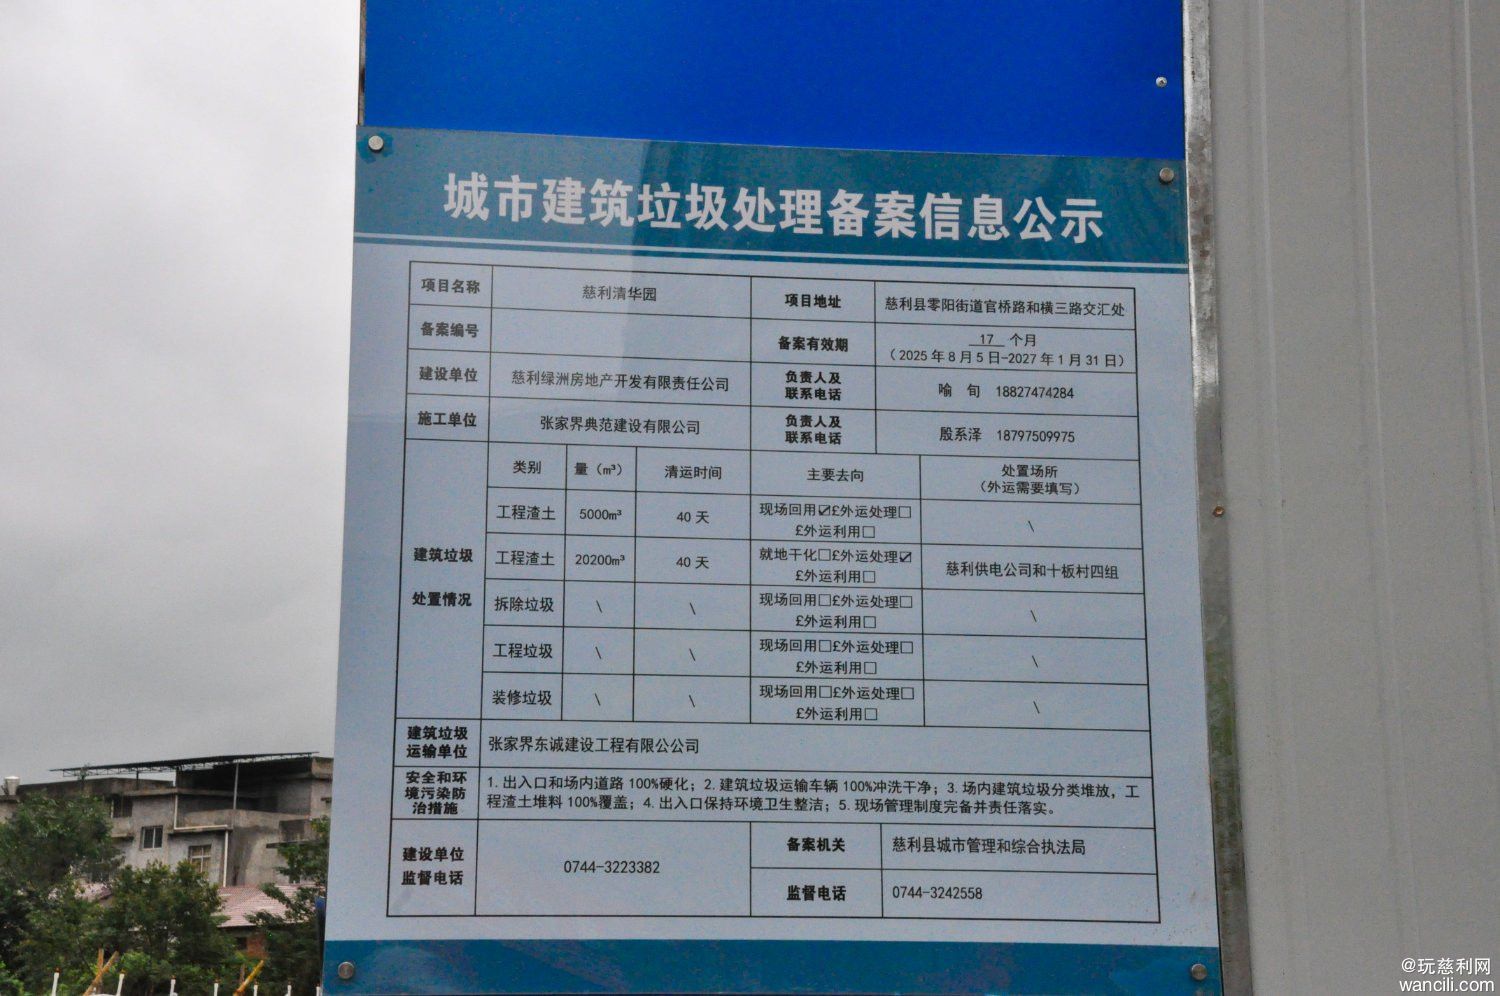 城市建筑垃圾处理备案信息公示
项目名称 慈利清华园 项目地址 慈利县零阳街道官桥路和横三路交汇处
备案编号 备案有效期 17 个月
（2025年8月5日-2027年1月31日）
建设单位 慈利绿洲房地产开发有限责任公司 负责人及
联系电话 喻 旬 18827474284
施工单位 张家界典范建设有限公司 负责人及
联系电话 殷系泽 18797509975
建筑垃圾
处置情况
类别 量（m³） 清运时间 主要去向 处置场所
（外运需要填写）
工程渣土 5000m³ 40天 现场回用☑£外运处理□
£外运利用□ \
工程渣土 20200m³ 40天 就地干化□£外运处理☑
£外运利用□ 慈利供电公司和十板村四组
拆除垃圾 \ \ 现场回用□£外运处理□
£外运利用□ \
工程垃圾 \ \ 现场回用□£外运处理□
£外运利用□ \
装修垃圾 \ \ 现场回用□£外运处理□
£外运利用□ \
建筑垃圾
运输单位 张家界东诚建设工程有限公公司
安全和环
境污染防
治措施
1. 出入口和场内道路100%硬化；2. 建筑垃圾运输车辆100%冲洗干净；3. 场内建筑垃圾分类堆放，工
程渣土堆料100%覆盖；4. 出入口保持环境卫生整洁；5. 现场管理制度完备并责任落实。
建设单位
监督电话 0744-3223382
备案机关 慈利县城市管理和综合执法局
监督电话 0744-3242558
@玩慈利网
wancili.com